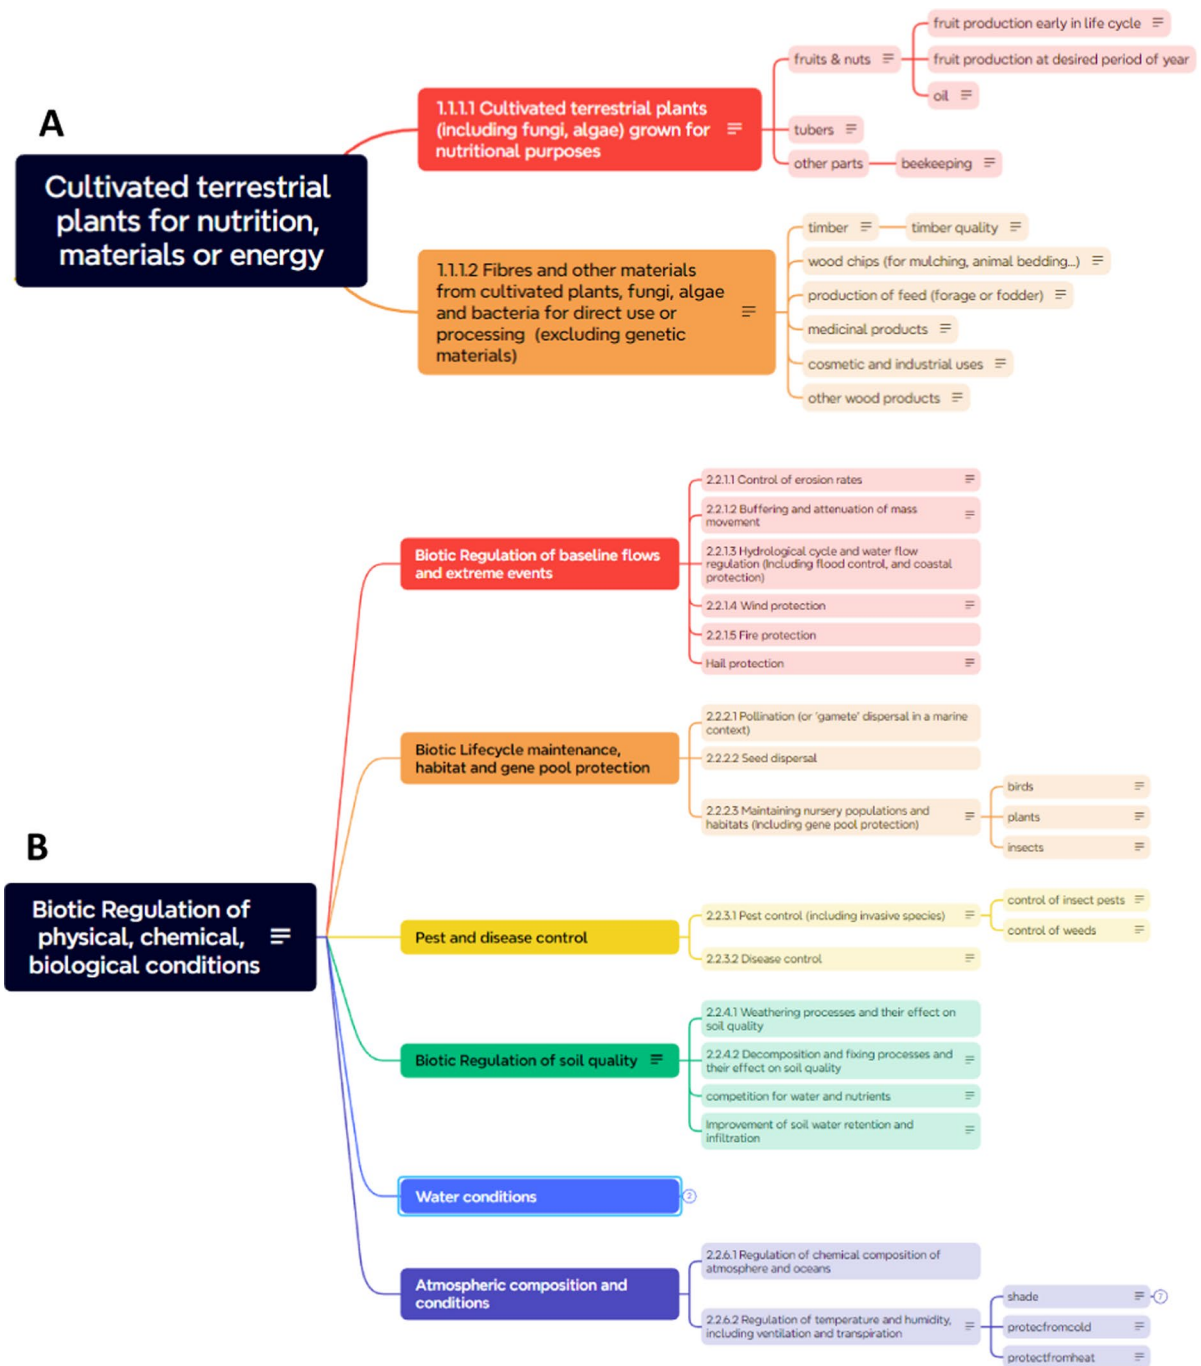 A
Cultivated terrestrial
plants for nutrition,
materials or energy
1.1.1.1 Cultivated terrestrial plants
(including fungi, algae) grown for
nutritional purposes
fruits & nuts
fruit production early in life cycle
fruit production at desired period of year
oil
tubers
other parts
beekeeping
1.1.1.2 Fibres and other materials
from cultivated plants, fungi, algae
and bacteria for direct use or
processing (excluding genetic
materials)
timber
timber quality
wood chips (for mulching, animal bedding...)
production of feed (forage or fodder)
medicinal products
cosmetic and industrial uses
other wood products
B
Biotic Regulation of
physical, chemical,
biological conditions
Biotic Regulation of baseline flows
and extreme events
2.2.1.1 Control of erosion rates
2.2.1.2 Buffering and attenuation of mass
movement
2.2.1.3 Hydrological cycle and water flow
regulation (Including flood control, and coastal
protection)
2.2.1.4 Wind protection
2.2.1.5 Fire protection
Hail protection
Biotic Lifecycle maintenance,
habitat and gene pool protection
2.2.2.1 Pollination (or 'gamete' dispersal in a marine
context)
2.2.2.2 Seed dispersal
2.2.2.3 Maintaining nursery populations and
habitats (Including gene pool protection)
birds
plants
insects
Pest and disease control
2.2.3.1 Pest control (including invasive species)
control of insect pests
control of weeds
2.2.3.2 Disease control
Biotic Regulation of soil quality
2.2.4.1 Weathering processes and their effect on
soil quality
2.2.4.2 Decomposition and fixing processes and
their effect on soil quality
competition for water and nutrients
Improvement of soil water retention and
infiltration
Water conditions
2
Atmospheric composition and
conditions
2.2.6.1 Regulation of chemical composition of
atmosphere and oceans
2.2.6.2 Regulation of temperature and humidity,
including ventilation and transpiration
shade
7
protecfromcold
protectfromheat